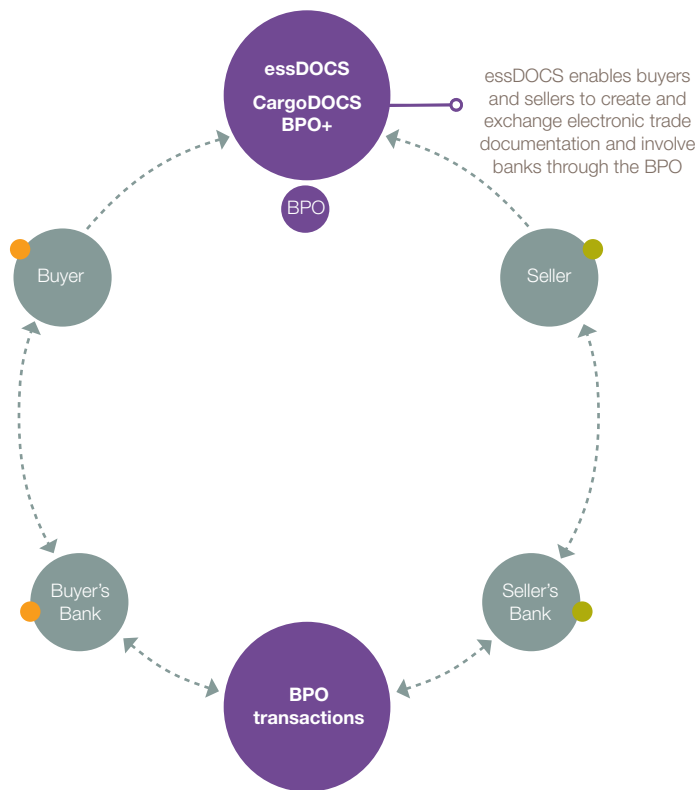 essDOCS
CargoDOCS
BPO+
essDOCS enables buyers
and sellers to create and
exchange electronic trade
documentation and involve
banks through the BPO
BPO
Buyer
Seller
Buyer’s
Bank
Seller’s
Bank
BPO
transactions